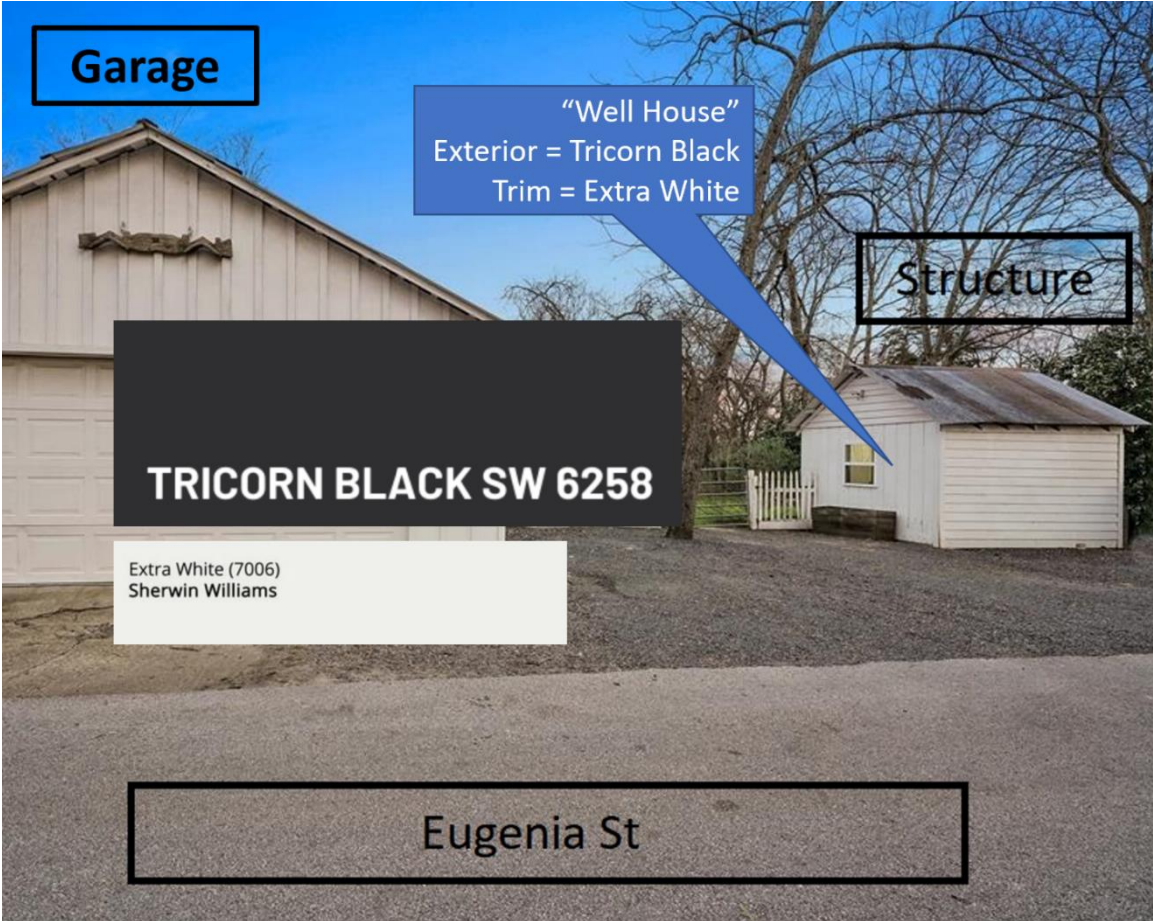 Garage
“Well House”
Exterior = Tricorn Black
Trim = Extra White
Structure
TRICORN BLACK SW 6258
Extra White (7006)
Sherwin Williams
Eugenia St